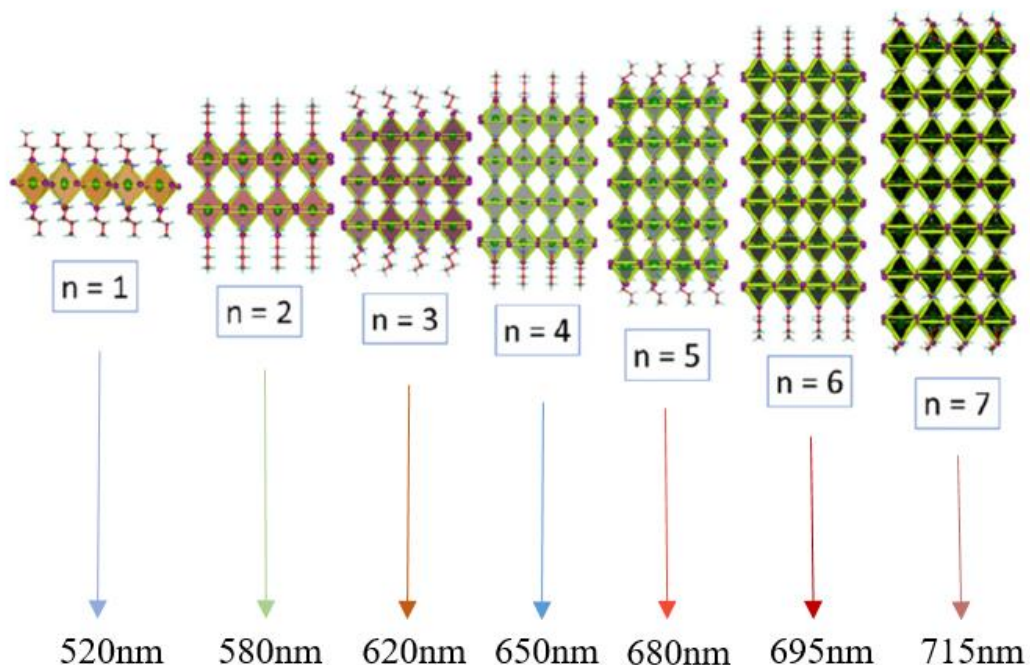 n = 1
n = 2
n = 3
n = 4
n = 5
n = 6
n = 7
520nm
580nm
620nm
650nm
680nm
695nm
715nm